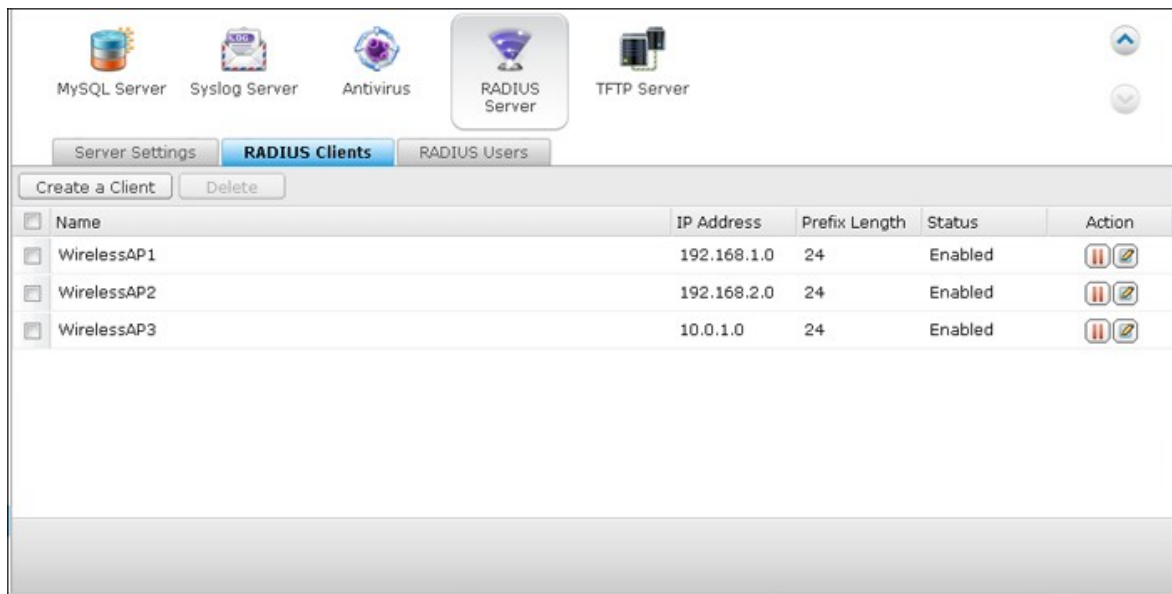 LOG
MySQL Server Syslog Server Antivirus RADIUS Server TFTP Server
Server Settings RADIUS Clients RADIUS Users
Create a Client Delete
Name IP Address Prefix Length Status Action
WirelessAP1 192.168.1.0 24 Enabled
WirelessAP2 192.168.2.0 24 Enabled
WirelessAP3 10.0.1.0 24 Enabled